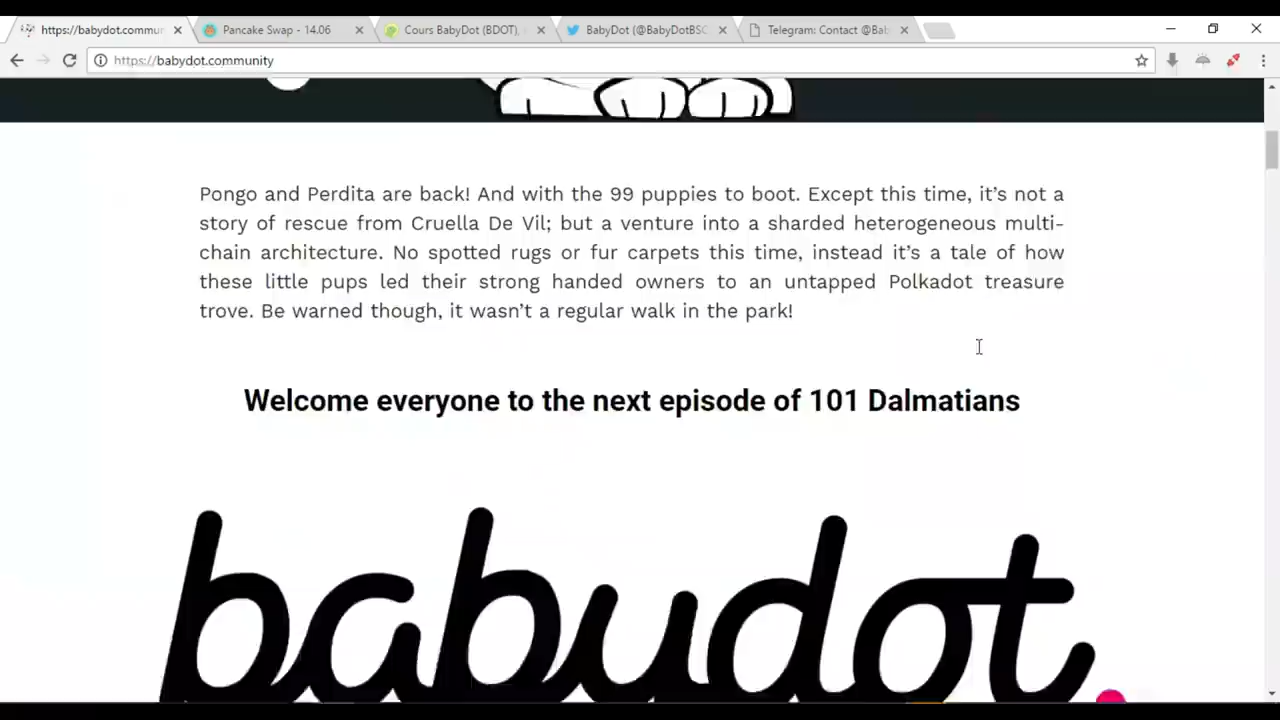 https://babydot.commun
Pancake Swap - 14.06
Cours BabyDot (BDOT),
BabyDot (@BabyDotBSC
Telegram: Contact @Bab
https://babydot.community
Pongo and Perdita are back! And with the 99 puppies to boot. Except this time, it’s not a
story of rescue from Cruella De Vil; but a venture into a sharded heterogeneous multi-
chain architecture. No spotted rugs or fur carpets this time, instead it’s a tale of how
these little pups led their strong handed owners to an untapped Polkadot treasure
trove. Be warned though, it wasn’t a regular walk in the park!
Welcome everyone to the next episode of 101 Dalmatians
babydot.